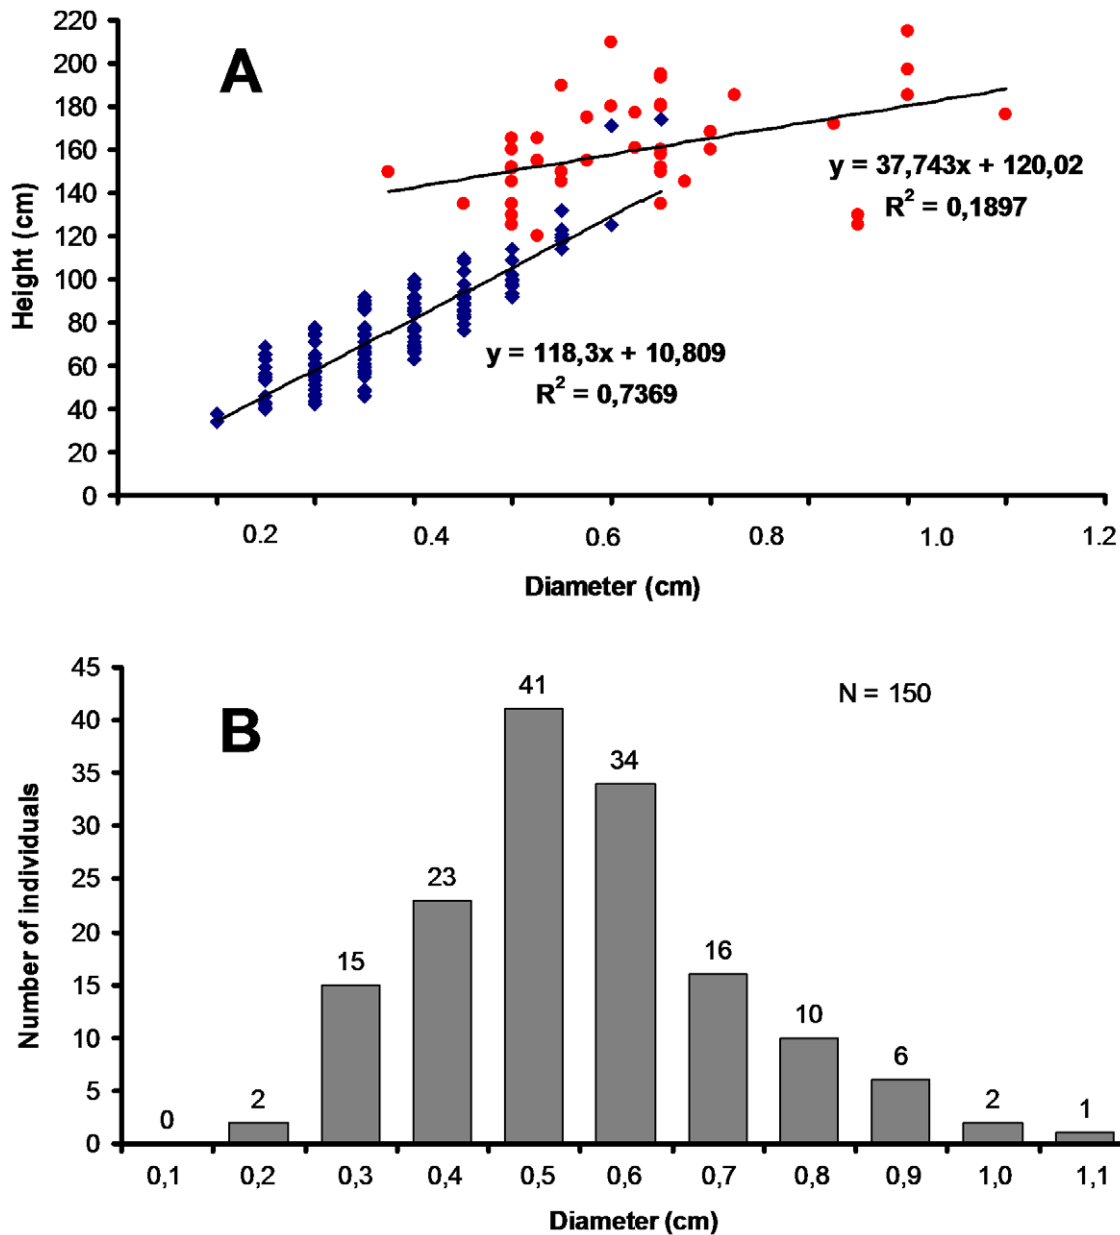 220
200
180
160
140
120
100
80
60
40
20
0
Height (cm)
A
y = 37,743x + 120,02
R² = 0,1897
y = 118,3x + 10,809
R² = 0,7369
0.2 0.4 0.6 0.8 1.0 1.2
Diameter (cm)
45
40
35
30
25
20
15
10
5
0
Number of individuals
B
N = 150
0 2 15 23 41 34 16 10 6 2 1
0,1 0,2 0,3 0,4 0,5 0,6 0,7 0,8 0,9 1,0 1,1
Diameter (cm)